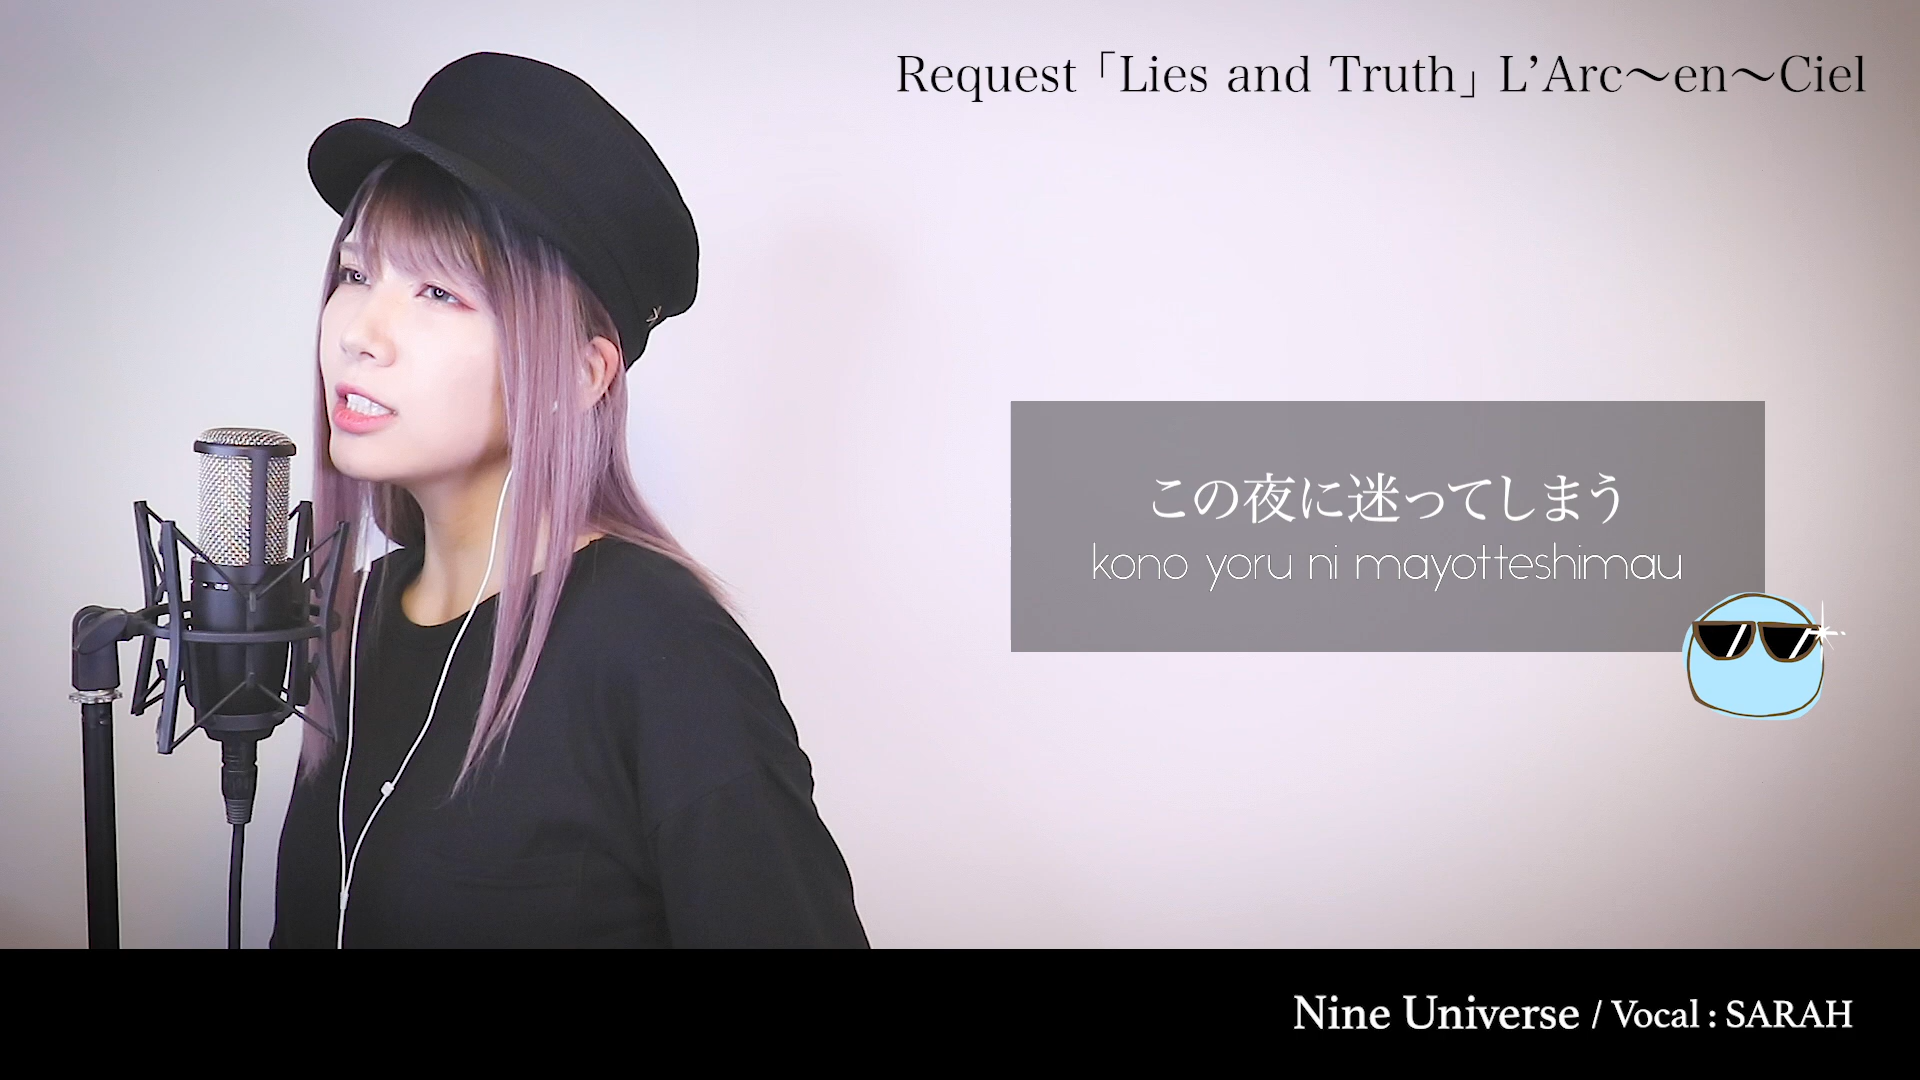 Request「Lies and Truth」L’Arc～en～Ciel
この夜に迷ってしまう
kono yoru ni mayotteshimau
Nine Universe / Vocal : SARAH